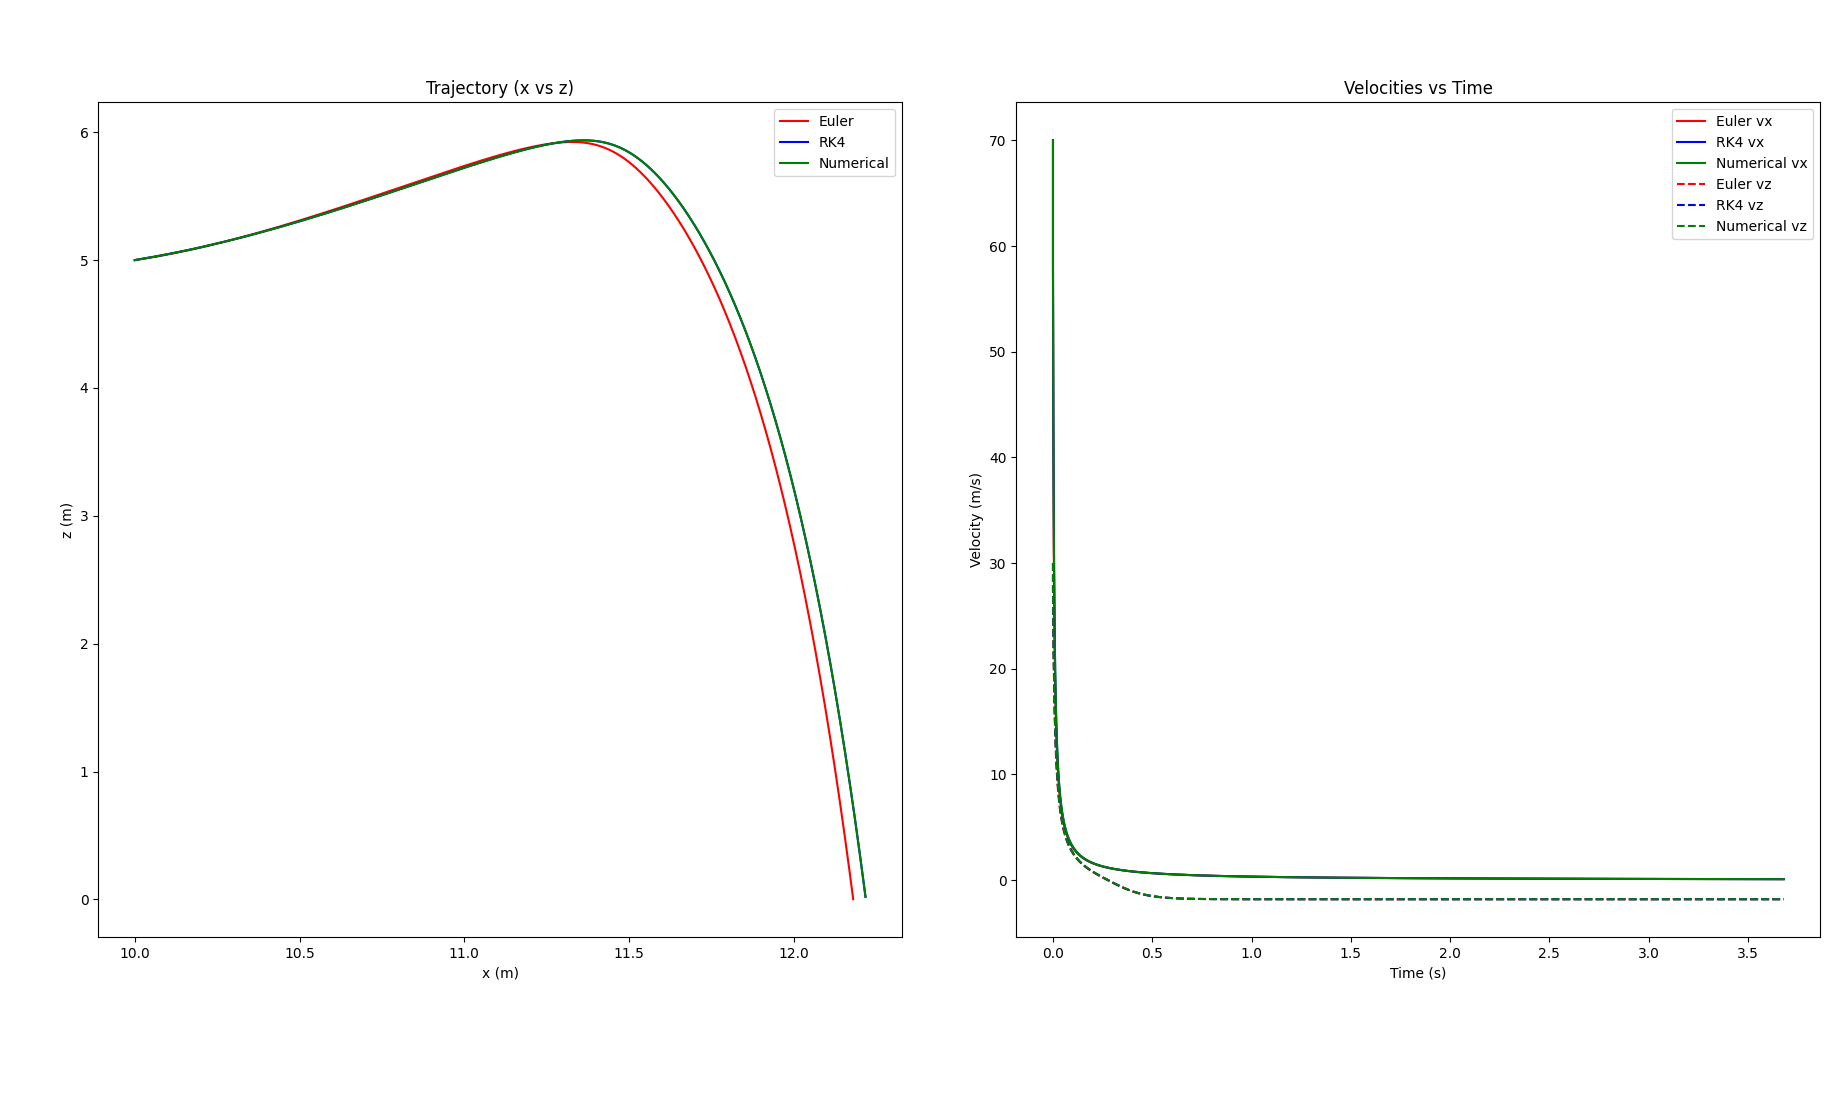 Trajectory (x vs z)
Euler
RK4
Numerical
6
5
4
3
2
1
0
z (m)
10.0 10.5 11.0 11.5 12.0
x (m)
Velocities vs Time
Euler vx
RK4 vx
Numerical vx
Euler vz
RK4 vz
Numerical vz
70
60
50
40
30
20
10
0
Velocity (m/s)
0.0 0.5 1.0 1.5 2.0 2.5 3.0 3.5
Time (s)